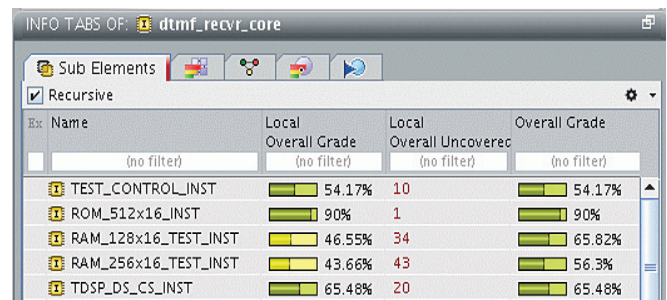 INFO TABS OF: dtmf_recvr_core
Sub Elements
Recursive
Ex Name Local Overall Grade Local Overall Uncovered Overall Grade
(no filter) (no filter) (no filter) (no filter)
TEST_CONTROL_INST 54.17% 10 54.17%
ROM_512x16_INST 90% 1 90%
RAM_128x16_TEST_INST 46.55% 34 65.82%
RAM_256x16_TEST_INST 43.66% 43 56.3%
TDSP_DS_CS_INST 65.48% 20 65.48%